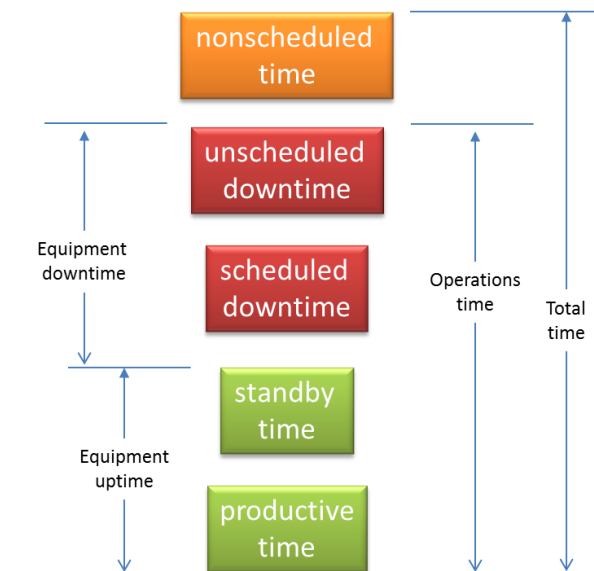 nonscheduled
time
unscheduled
downtime
Equipment
downtime
scheduled
downtime
Operations
time
Total
time
standby
time
Equipment
uptime
productive
time